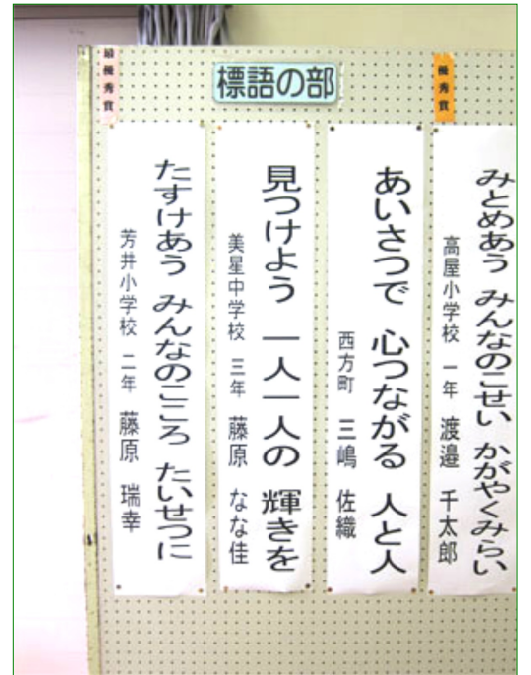 標語の部
優秀賞
みとめあう みんなのこせい かがやくみらい
高屋小学校 一年 渡邉 千太郎
あいさつで 心つながる 人と人
西方町 三嶋 佐織
見つけよう 一人一人の 輝きを
美星中学校 三年 藤原 なな佳
最優秀賞
たすけあう みんなのこころ たいせつに
芳井小学校 二年 藤原 瑞幸